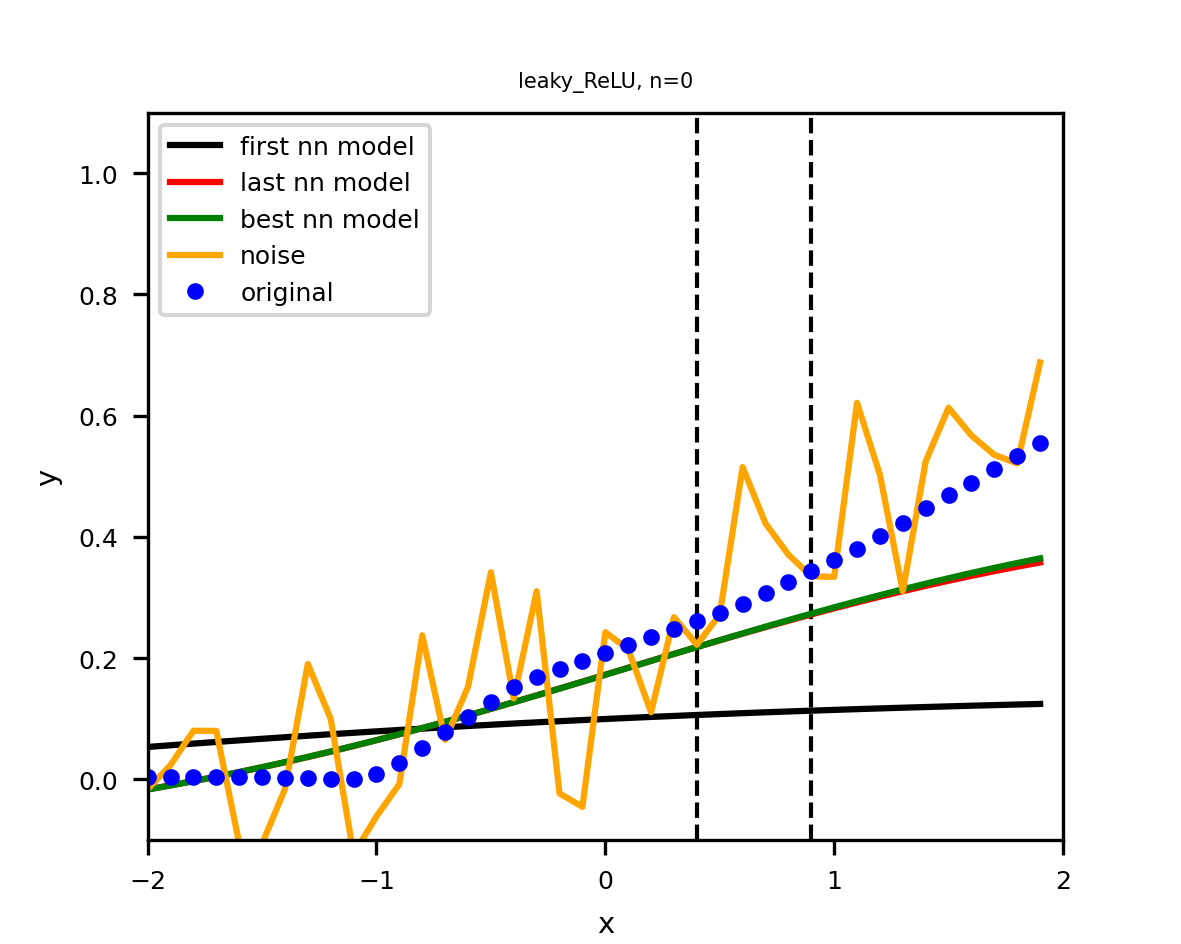 leaky_ReLU, n=0
first nn model
last nn model
best nn model
noise
original
1.0
0.8
0.6
0.4
0.2
0.0
y
−2
−1
0
1
2
x